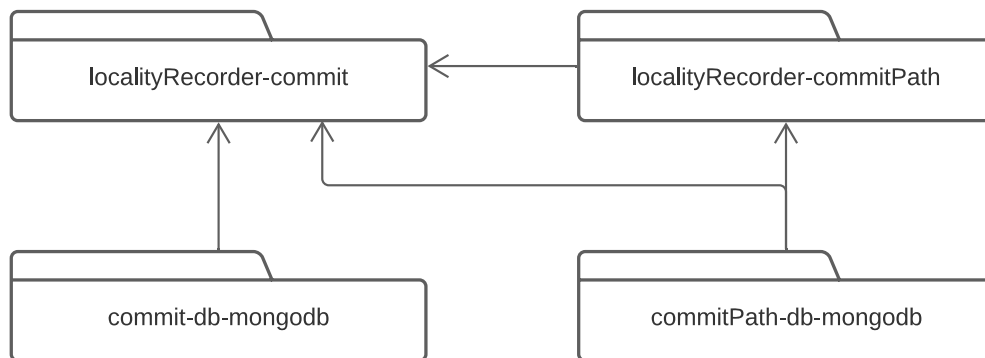 localityRecorder-commit
localityRecorder-commitPath
commit-db-mongodb
commitPath-db-mongodb